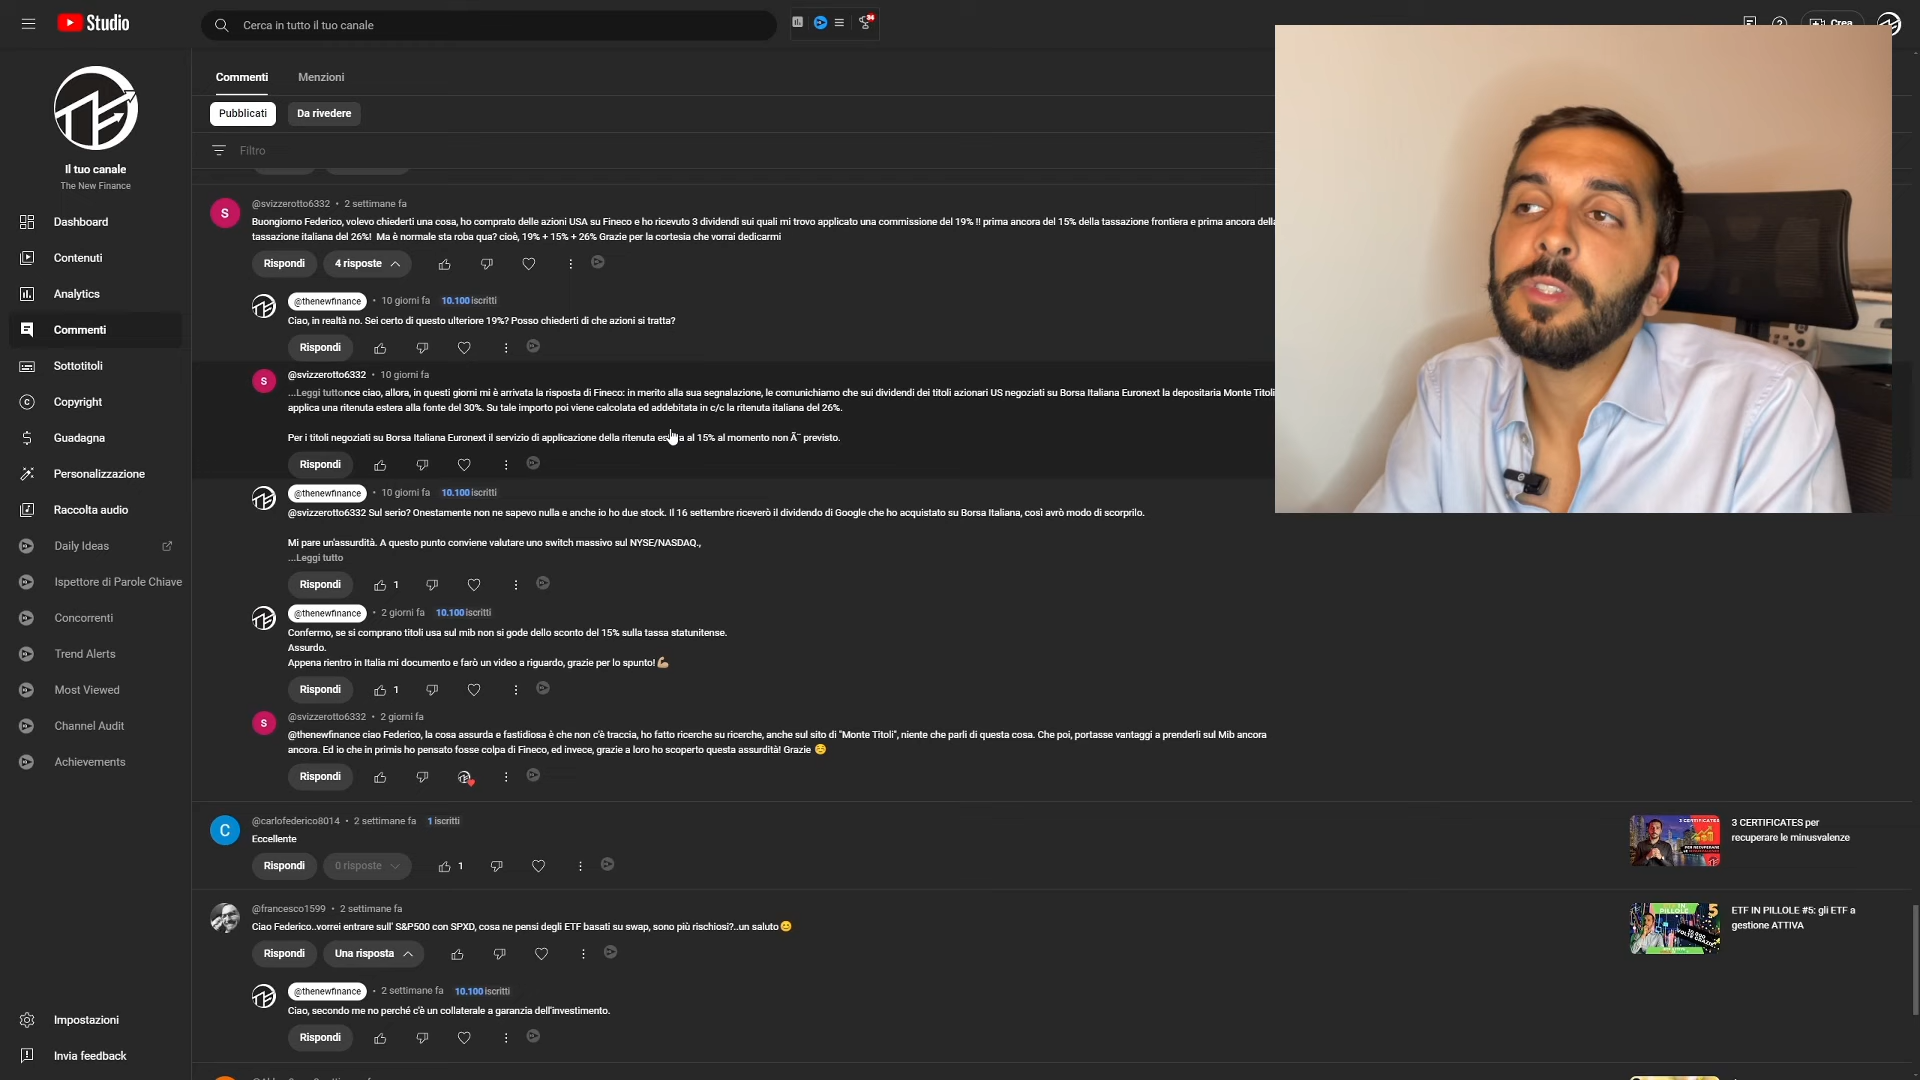 Studio
Cerca in tutto il tuo canale
Crea
Il tuo canale
The New Finance
Dashboard
Contenuti
Analytics
Commenti
Sottotitoli
Copyright
Guadagna
Personalizzazione
Raccolta audio
Daily Ideas
Ispettore di Parole Chiave
Concorrenti
Trend Alerts
Most Viewed
Channel Audit
Achievements
Impostazioni
Invia feedback
Commenti Menzioni
Pubblicati Da rivedere
Filtro
S
@svizzerotto6332 • 2 settimane fa
Buongiorno Federico, volevo chiederti una cosa, ho comprato delle azioni USA su Fineco e ho ricevuto 3 dividendi sui quali mi trovo applicato una commissione del 19% !! prima ancora del 15% della tassazione frontiera e prima ancora della
tassazione italiana del 26%! Ma è normale sta roba qua? cioè, 19% + 15% + 26% Grazie per la cortesia che vorrai dedicarmi
Rispondi 4 risposte
@thenewfinance • 10 giorni fa 10.100 iscritti
Ciao, in realtà no. Sei certo di questo ulteriore 19%? Posso chiederti di che azioni si tratta?
Rispondi
S
@svizzerotto6332 • 10 giorni fa
...Leggi tuttonce ciao, allora, in questi giorni mi è arrivata la risposta di Fineco: in merito alla sua segnalazione, le comunichiamo che sui dividendi dei titoli azionari US negoziati su Borsa Italiana Euronext la depositaria Monte Titoli
applica una ritenuta estera alla fonte del 30%. Su tale importo poi viene calcolata ed addebitata in c/c la ritenuta italiana del 26%.
Per i titoli negoziati su Borsa Italiana Euronext il servizio di applicazione della ritenuta al 15% al momento non Ã¨ previsto.
Rispondi
@thenewfinance • 10 giorni fa 10.100 iscritti
@svizzerotto6332 Sul serio? Onestamente non ne sapevo nulla e anche io ho due stock. Il 16 settembre riceverò il dividendo di Google che ho acquistato su Borsa Italiana, così avrò modo di scorprilo.
Mi pare un'assurdità. A questo punto conviene valutare uno switch massivo sul NYSE/NASDAQ.,
...Leggi tutto
Rispondi 1
@thenewfinance • 2 giorni fa 10.100 iscritti
Confermo, se si comprano titoli usa sul mib non si gode dello sconto del 15% sulla tassa statunitense.
Assurdo.
Appena rientro in Italia mi documento e farò un video a riguardo, grazie per lo spunto!💪🏼
Rispondi 1
S
@svizzerotto6332 • 2 giorni fa
@thenewfinance ciao Federico, la cosa assurda e fastidiosa è che non c'è traccia, ho fatto ricerche su ricerche, anche sul sito di "Monte Titoli", niente che parli di questa cosa. Che poi, portasse vantaggi a prenderli sul Mib ancora
ancora. Ed io che in primis ho pensato fosse colpa di Fineco, ed invece, grazie a loro ho scoperto questa assurdità! Grazie ☺️
Rispondi
C
@carlofederico8014 • 2 settimane fa 1 iscritti
Eccellente
Rispondi 0 risposte 1
3 CERTIFICATES per
recuperare le minusvalenze
@francesco1599 • 2 settimane fa
Ciao Federico..vorrei entrare sull' S&P500 con SPXD, cosa ne pensi degli ETF basati su swap, sono più rischiosi?..un saluto😊
Rispondi Una risposta
ETF IN PILLOLE #5: gli ETF a
gestione ATTIVA
@thenewfinance • 2 settimane fa 10.100 iscritti
Ciao, secondo me no perché c'è un collaterale a garanzia dell'investimento.
Rispondi